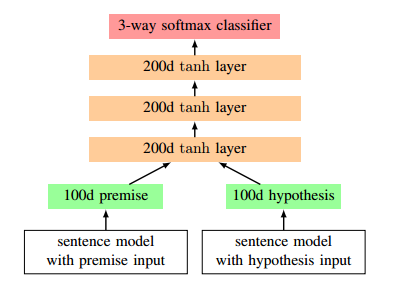 3-way softmax classifier
200d tanh layer
200d tanh layer
200d tanh layer
100d premise
100d hypothesis
sentence model
with premise input
sentence model
with hypothesis input